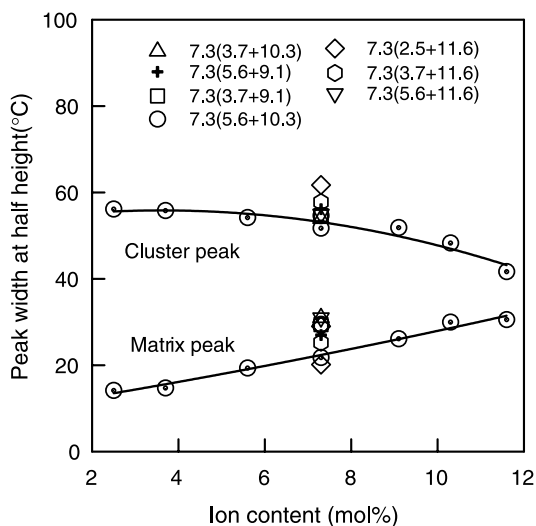 7.3(3.7+10.3)
7.3(5.6+9.1)
7.3(3.7+9.1)
7.3(5.6+10.3)
7.3(2.5+11.6)
7.3(3.7+11.6)
7.3(5.6+11.6)
Peak width at half height(°C)
100
80
60
40
20
0
Cluster peak
Matrix peak
2 4 6 8 10 12
Ion content (mol%)